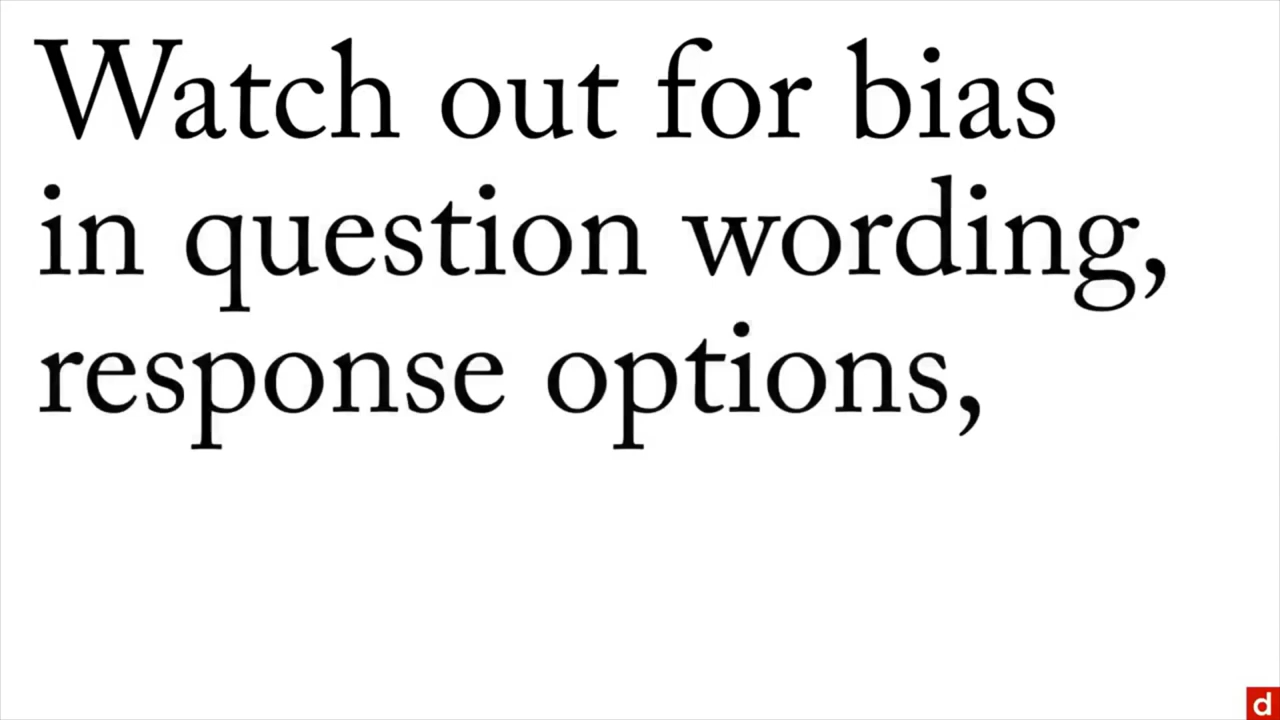 Watch out for bias
in question wording,
response options,
d